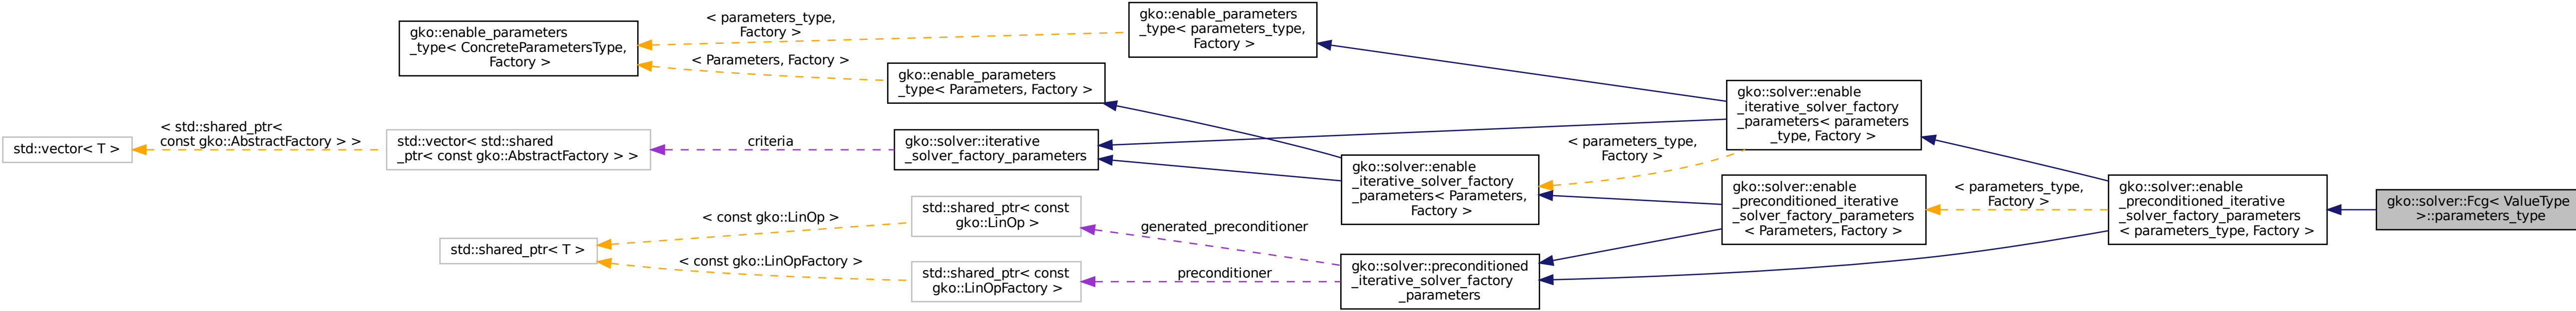 std::vector< T >
< std::shared_ptr<
const gko::AbstractFactory > >
gko::enable_parameters
_type< ConcreteParametersType,
Factory >
std::vector< std::shared
_ptr< const gko::AbstractFactory > >
std::shared_ptr< T >
< parameters_type,
Factory >
< Parameters, Factory >
criteria
< const gko::LinOp >
< const gko::LinOpFactory >
gko::enable_parameters
_type< Parameters, Factory >
gko::solver::iterative
_solver_factory_parameters
std::shared_ptr< const
gko::LinOp >
std::shared_ptr< const
gko::LinOpFactory >
gko::enable_parameters
_type< parameters_type,
Factory >
generated_preconditioner
preconditioner
gko::solver::enable
_iterative_solver_factory
_parameters< Parameters,
Factory >
gko::solver::preconditioned
_iterative_solver_factory
_parameters
< parameters_type,
Factory >
gko::solver::enable
_iterative_solver_factory
_parameters< parameters
_type, Factory >
gko::solver::enable
_preconditioned_iterative
_solver_factory_parameters
< Parameters, Factory >
< parameters_type,
Factory >
gko::solver::enable
_preconditioned_iterative
_solver_factory_parameters
< parameters_type, Factory >
gko::solver::Fcg< ValueType
>::parameters_type